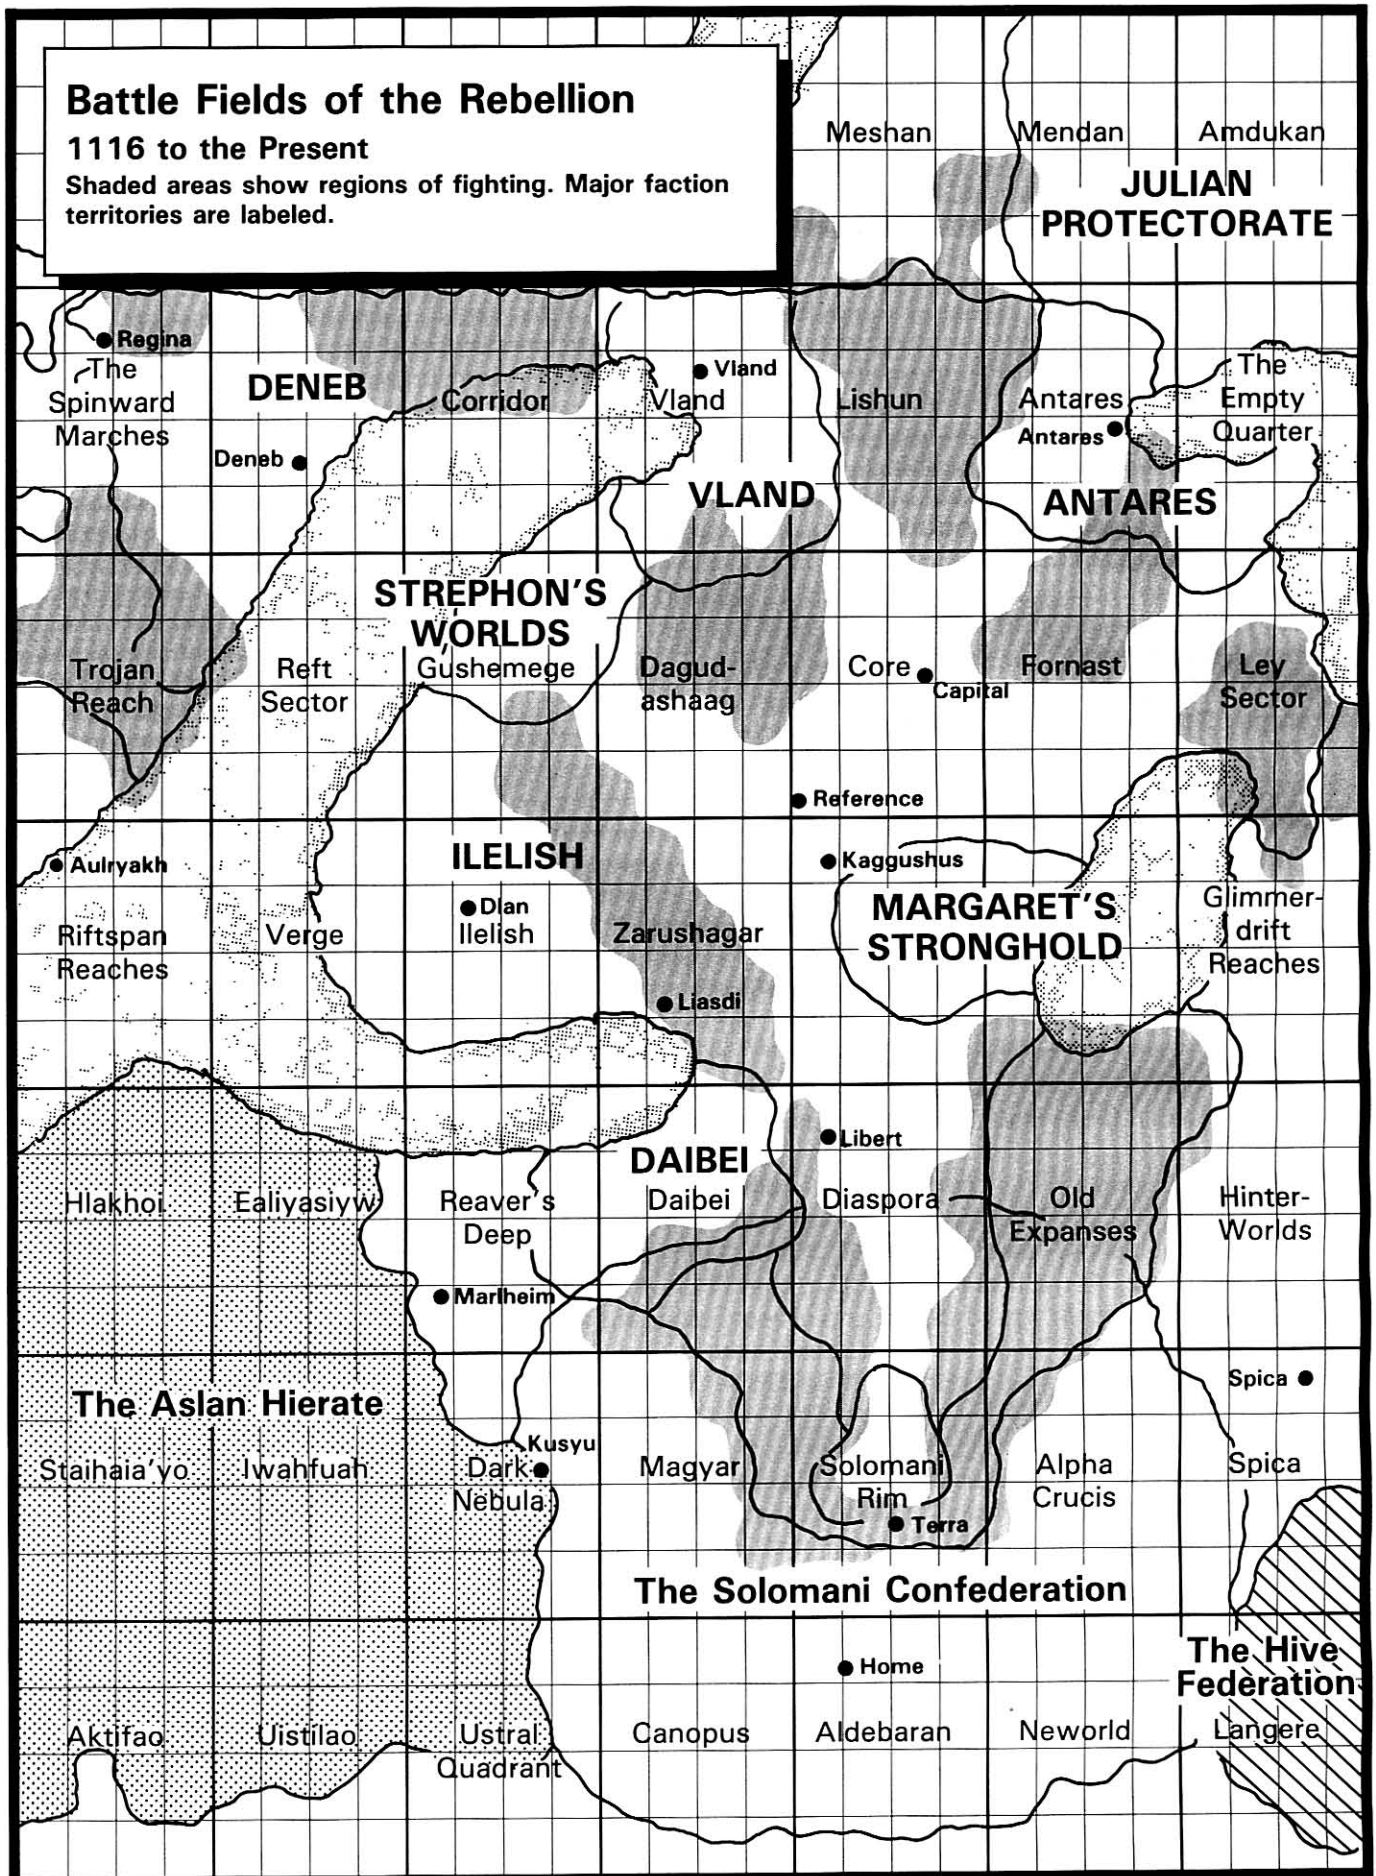 Battle Fields of the Rebellion
1116 to the Present
Shaded areas show regions of fighting. Major faction
territories are labeled.
Meshan
Mendan
Amdukan
JULIAN
PROTECTORATE
Regina
The
Spinward
Marches
DENEB
Deneb
Corridor
Vland
Vland
VLAND
Lishun
Antares
Antares
ANTARES
The
Empty
Quarter
STREPHON'S
WORLDS
Gushemege
Trojan
Reach
Reft
Sector
Dagud-
ashaag
Core
Capital
Fornast
Ley
Sector
Reference
Aulryakh
Riftspan
Reaches
Verge
ILELISH
Dlan
Ilelish
Zarushagar
Liasdi
Kaggushus
MARGARET'S
STRONGHOLD
Glimmer-
drift
Reaches
Libert
DAIBEI
Daibei
Hlakhoi
Ealiyasiyw
Reaver's
Deep
Diaspora
Old
Expanses
Hinter-
Worlds
Marlheim
The Aslan Hierate
Spica
Staihaia'yo
Iwahfuah
Kusyu
Dark
Nebula
Magyar
Solomani
Rim
Terra
Alpha
Crucis
Spica
The Solomani Confederation
Home
The Hive
Federation
Aktifao
Uistilao
Ustral
Quadrant
Canopus
Aldebaran
Neworld
Langere